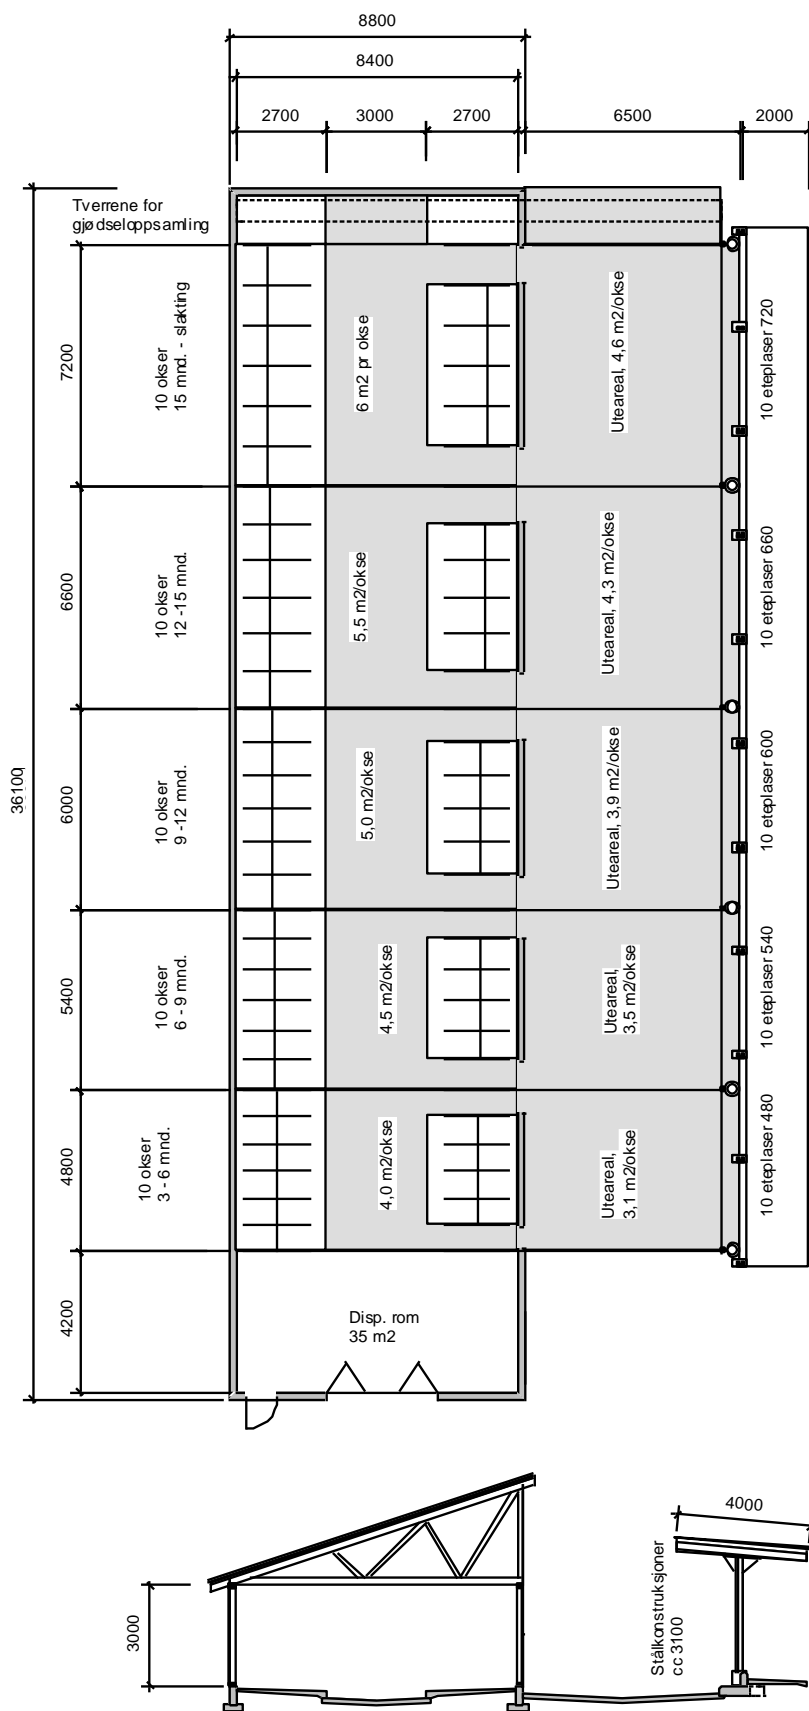 8800
8400
2700
3000
2700
6500
2000
Tverrene for
gjødseloppsamling
36100
7200
10 okser
15 mnd. - slakting
6 m2 pr okse
Uteareal, 4,6 m2/okse
10 eteplaser 720
6600
10 okser
12 -15 mnd.
5,5 m2/okse
Uteareal, 4,3 m2/okse
10 eteplaser 660
6000
10 okser
9 -12 mnd.
5,0 m2/okse
Uteareal, 3,9 m2/okse
10 eteplaser 600
5400
10 okser
6 - 9 mnd.
4,5 m2/okse
Uteareal,
3,5 m2/okse
10 eteplaser 540
4800
10 okser
3 - 6 mnd.
4,0 m2/okse
Uteareal,
3,1 m2/okse
10 eteplaser 480
4200
Disp. rom
35 m2
3000
4000
Stålkonstruksjoner
cc 3100